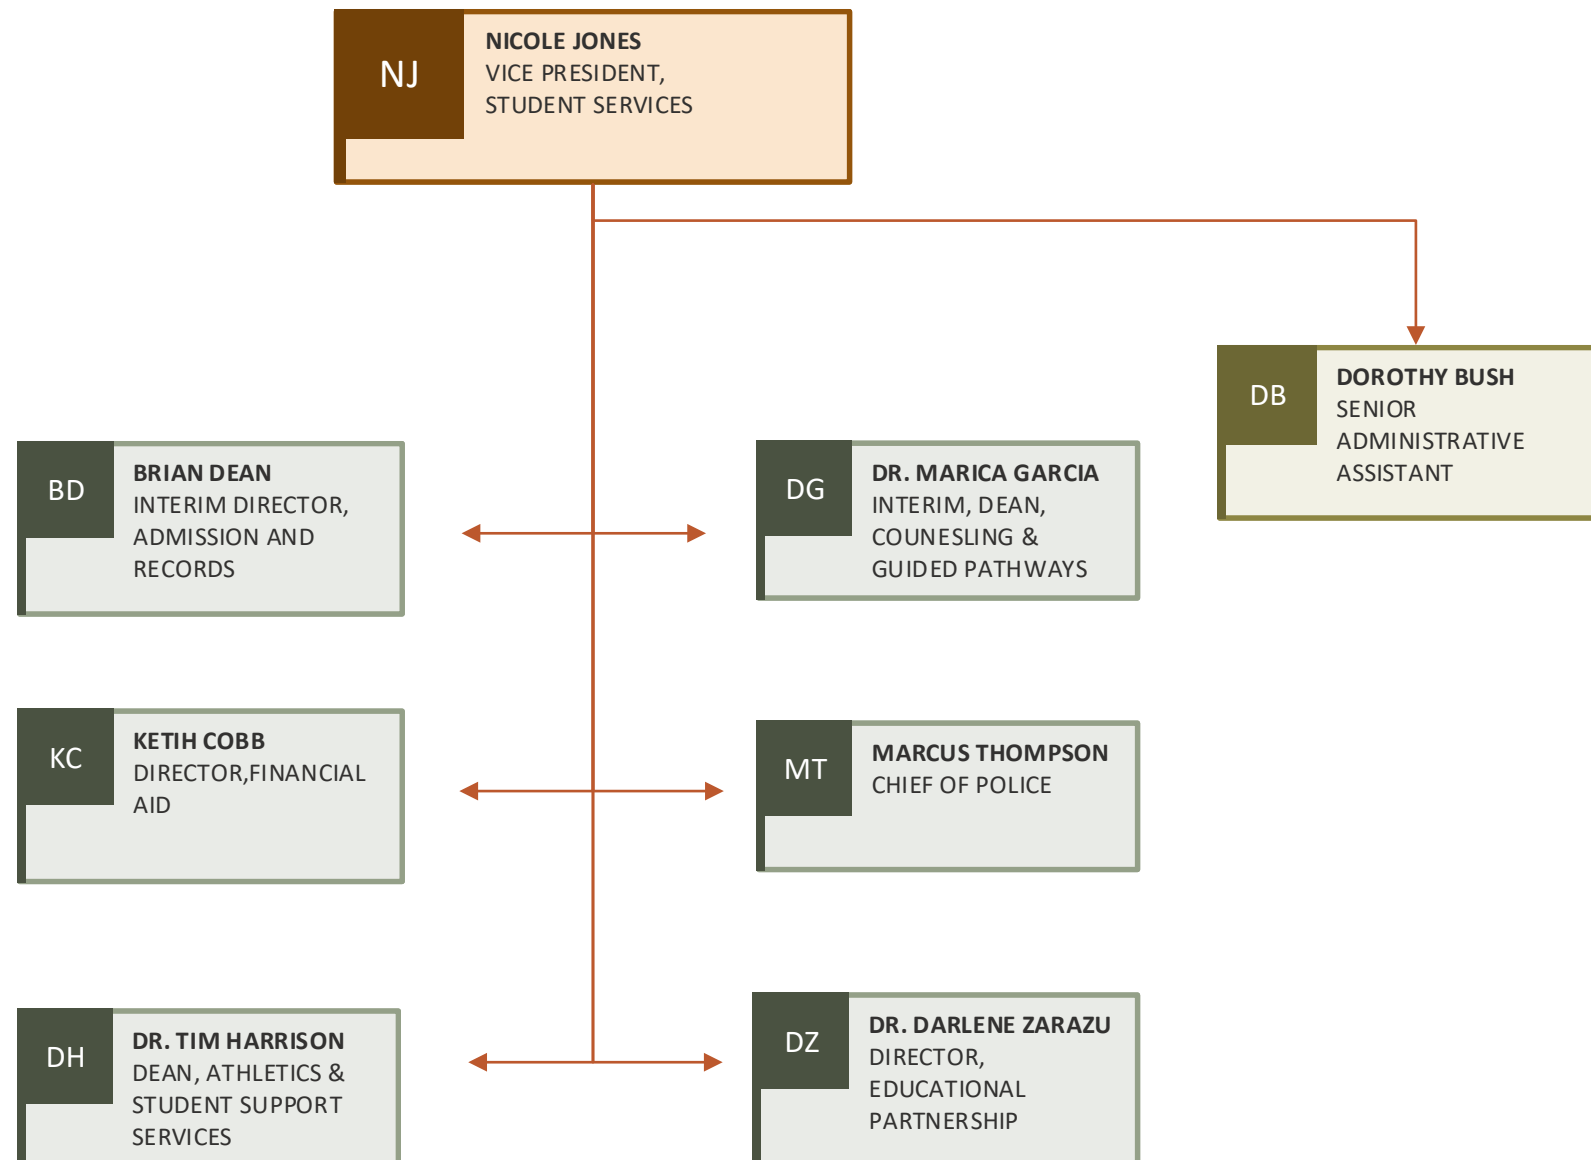 NJ
NICOLE JONES
VICE PRESIDENT,
STUDENT SERVICES
DB
DOROTHY BUSH
SENIOR
ADMINISTRATIVE
ASSISTANT
BD
BRIAN DEAN
INTERIM DIRECTOR,
ADMISSION AND
RECORDS
DG
DR. MARICA GARCIA
INTERIM, DEAN,
COUNESLING &
GUIDED PATHWAYS
KC
KETIH COBB
DIRECTOR,FINANCIAL
AID
MT
MARCUS THOMPSON
CHIEF OF POLICE
DH
DR. TIM HARRISON
DEAN, ATHLETICS &
STUDENT SUPPORT
SERVICES
DZ
DR. DARLENE ZARAZU
DIRECTOR,
EDUCATIONAL
PARTNERSHIP